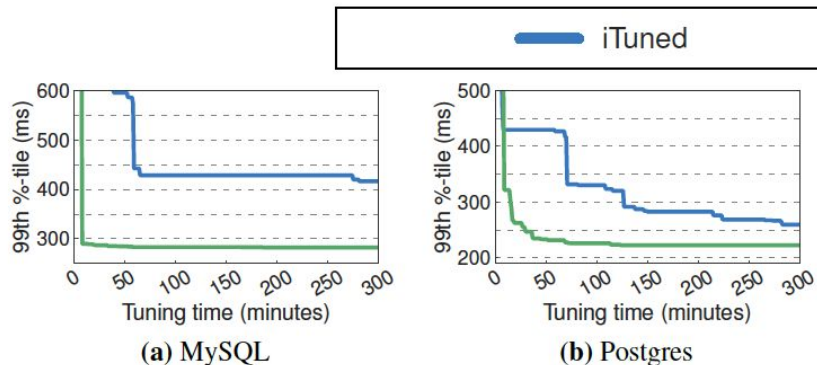 iTuned
600
500
400
300
99th %-tile (ms)
0 50 100 150 200 250 300
Tuning time (minutes)
(a) MySQL
500
400
300
200
99th %-tile (ms)
0 50 100 150 200 250 300
Tuning time (minutes)
(b) Postgres